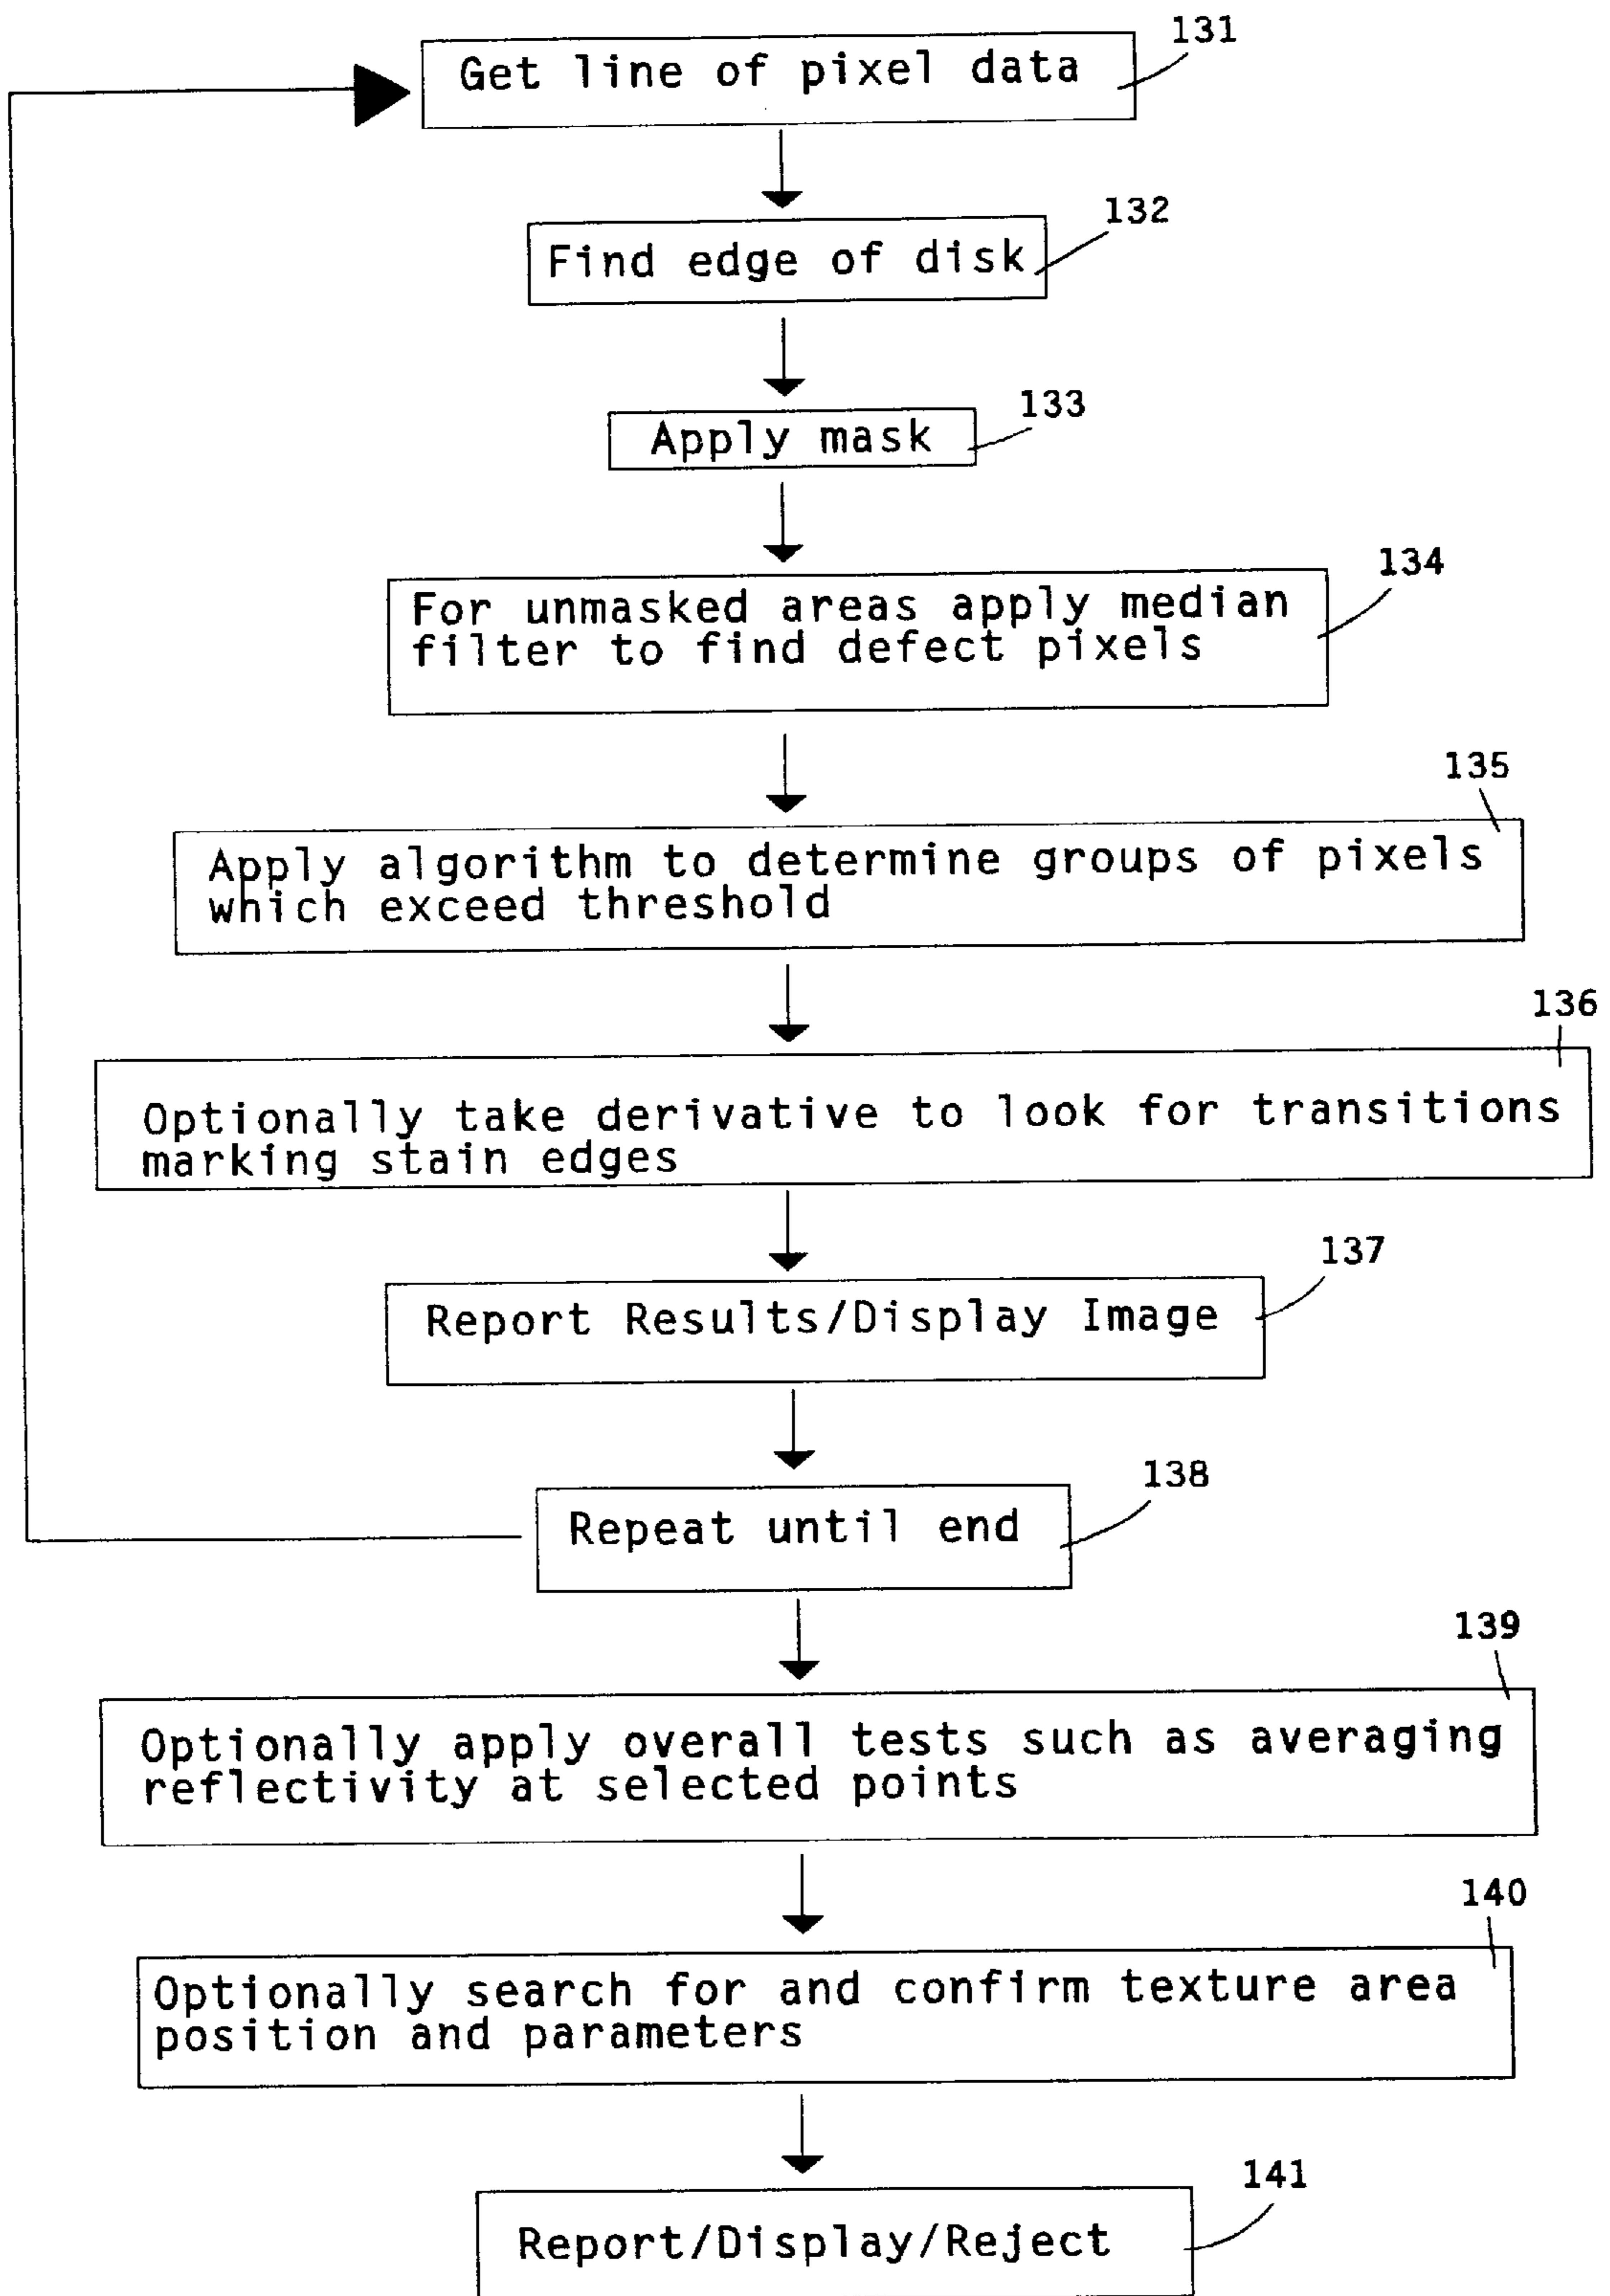 131
Get line of pixel data
132
Find edge of disk
133
Apply mask
134
For unmasked areas apply median
filter to find defect pixels
135
Apply algorithm to determine groups of pixels
which exceed threshold
136
Optionally take derivative to look for transitions
marking stain edges
137
Report Results/Display Image
138
Repeat until end
139
Optionally apply overall tests such as averaging
reflectivity at selected points
140
Optionally search for and confirm texture area
position and parameters
141
Report/Display/Reject